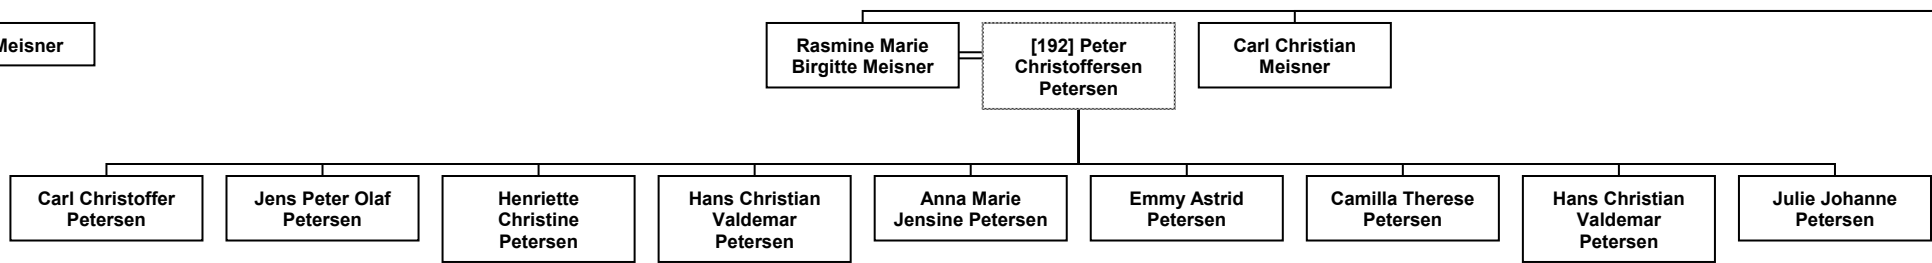 Meisner
Rasmine Marie
Birgitte Meisner
[192] Peter
Christoffersen
Petersen
Carl Christian
Meisner
Carl Christoffer
Petersen
Jens Peter Olaf
Petersen
Henriette
Christine
Petersen
Hans Christian
Valdemar
Petersen
Anna Marie
Jensine Petersen
Emmy Astrid
Petersen
Camilla Therese
Petersen
Hans Christian
Valdemar
Petersen
Julie Johanne
Petersen